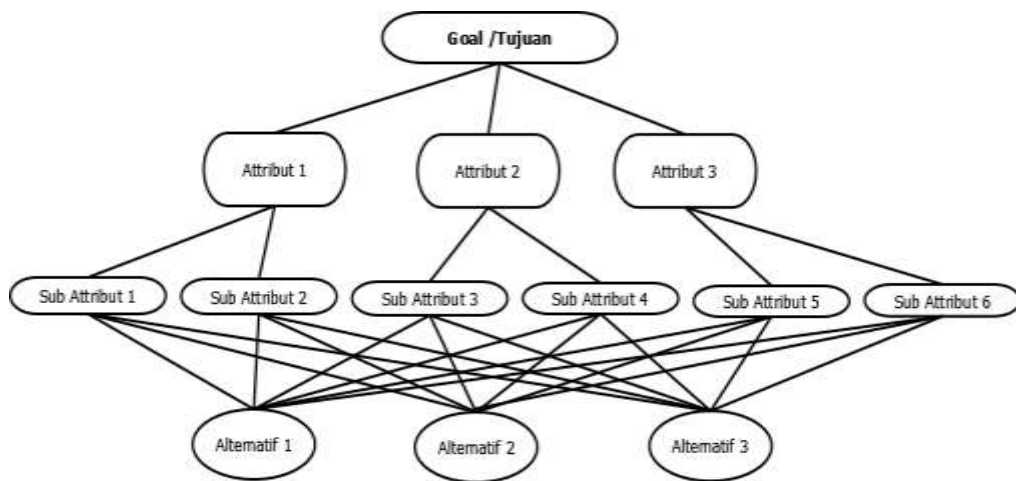 Goal /Tujuan
Attribut 1
Attribut 2
Attribut 3
Sub Attribut 1
Sub Attribut 2
Sub Attribut 3
Sub Attribut 4
Sub Attribut 5
Sub Attribut 6
Alternatif 1
Alternatif 2
Alternatif 3